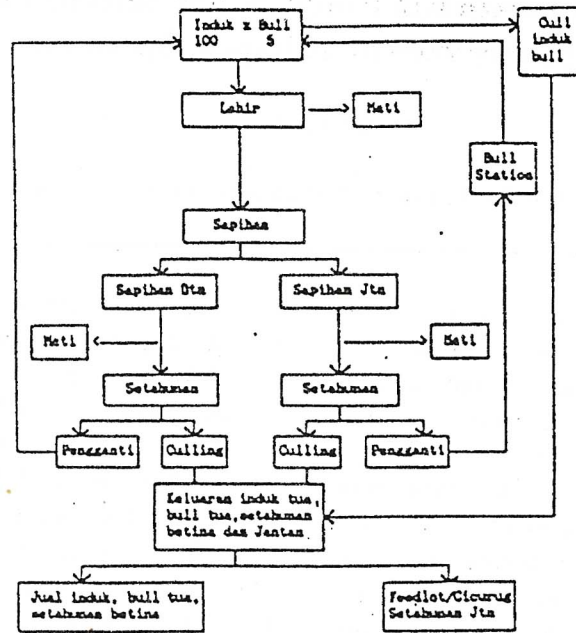 Induk x Bull
100 5
Cull
induk
bull
Lahir
Mati
Bull
Station
Sapihan
Sapihan Btn
Sapihan Jtn
Mati
Mati
Setahunan
Setahunan
Pengganti
Culling
Culling
Pengganti
Keluaran induk tua,
bull tua, setahunan
betina dan Jantan
Jual induk, bull tua,
setahunan betina
Feedlot/Cicurug
Setahunan Jtn